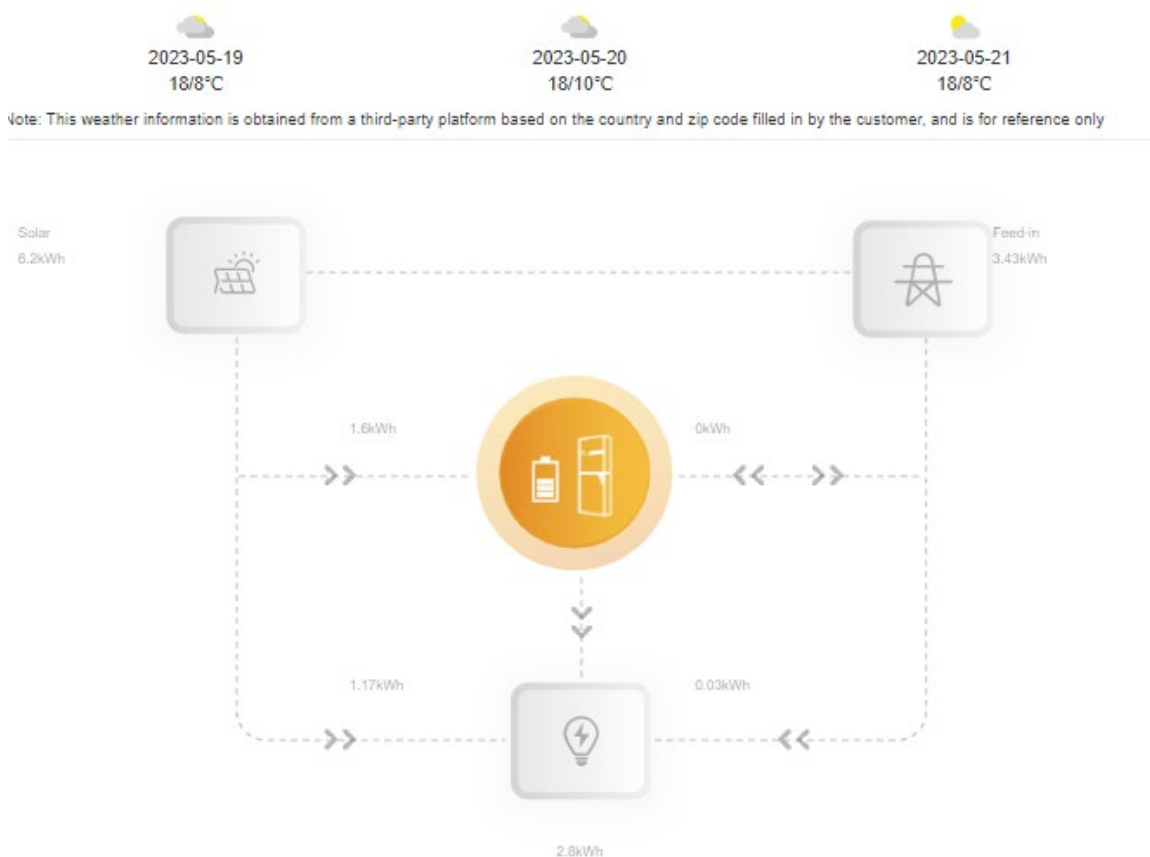 2023-05-19
18/8°C
2023-05-20
18/10°C
2023-05-21
18/8°C
Note: This weather information is obtained from a third-party platform based on the country and zip code filled in by the customer, and is for reference only
Solar
6.2kWh
Feed-in
3.43kWh
1.6kWh
0kWh
1.17kWh
0.03kWh
2.8kWh